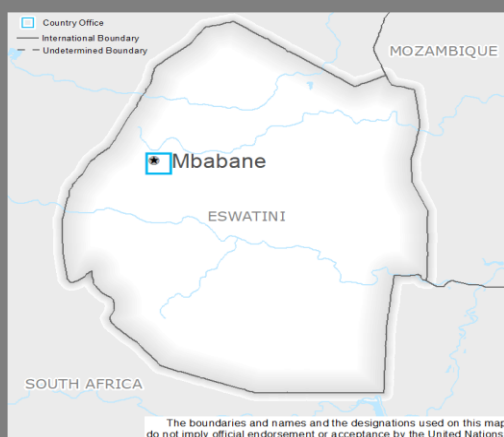 Country Office
International Boundary
Undetermined Boundary
MOZAMBIQUE
Mbabane
ESWATINI
SOUTH AFRICA
The boundaries and names and the designations used on this map
do not imply official endorsement or acceptance by the United Nations.